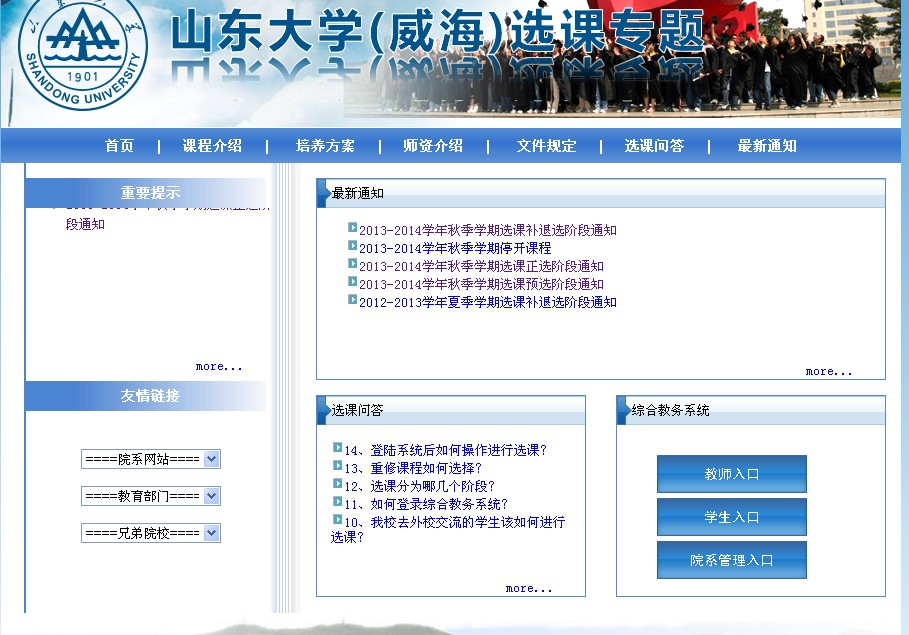 山东大学(威海)选课专题
1901
SHANDONG UNIVERSITY
首页 | 课程介绍 | 培养方案 | 师资介绍 | 文件规定 | 选课问答 | 最新通知
重要提示
段通知
more...
友情链接
====院系网站====
====教育部门====
====兄弟院校====
最新通知
2013-2014学年秋季学期选课补退选阶段通知
2013-2014学年秋季学期停开课程
2013-2014学年秋季学期选课正选阶段通知
2013-2014学年秋季学期选课预选阶段通知
2012-2013学年夏季学期选课补退选阶段通知
more...
选课问答
14、登陆系统后如何操作进行选课?
13、重修课程如何选择?
12、选课分为哪几个阶段?
11、如何登录综合教务系统?
10、我校去外校交流的学生该如何进行
选课?
more...
综合教务系统
教师入口
学生入口
院系管理入口